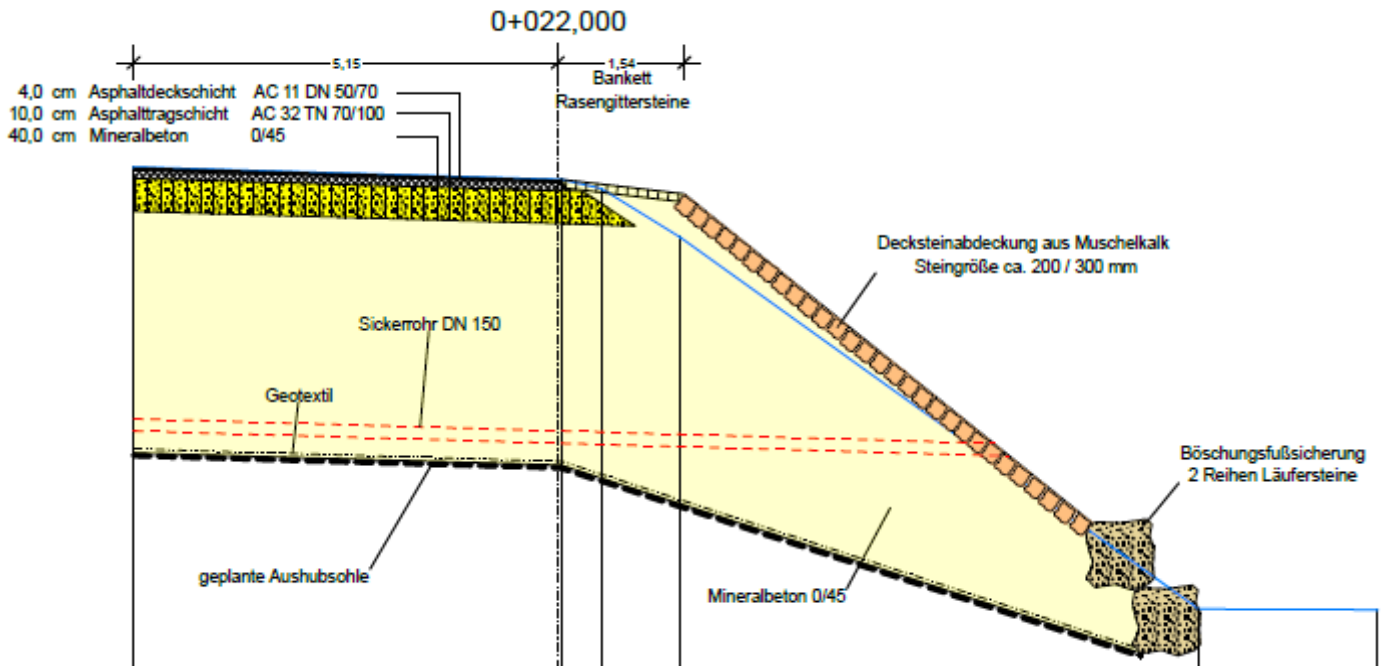 0+022,000
5,15
1,54
Bankett
Rasengittersteine
4,0 cm Asphaltdeckschicht AC 11 DN 50/70
10,0 cm Asphalttragschicht AC 32 TN 70/100
40,0 cm Mineralbeton 0/45
Decksteinabdeckung aus Muschelkalk
Steingröße ca. 200 / 300 mm
Sickerrohr DN 150
Geotextil
Böschungsfußsicherung
2 Reihen Läufersteine
geplante Aushubsohle
Mineralbeton 0/45